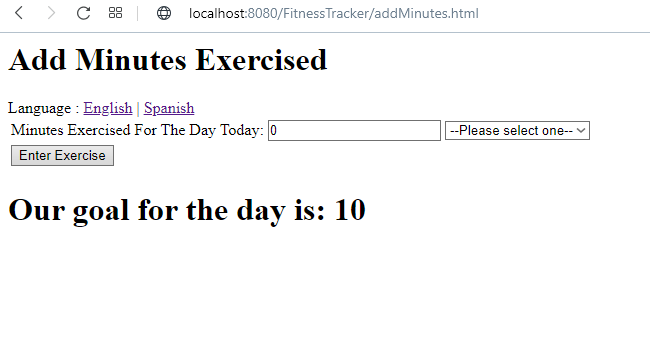 localhost:8080/FitnessTracker/addMinutes.html
Add Minutes Exercised
Language : English | Spanish
Minutes Exercised For The Day Today: 0 --Please select one--
Enter Exercise
Our goal for the day is: 10